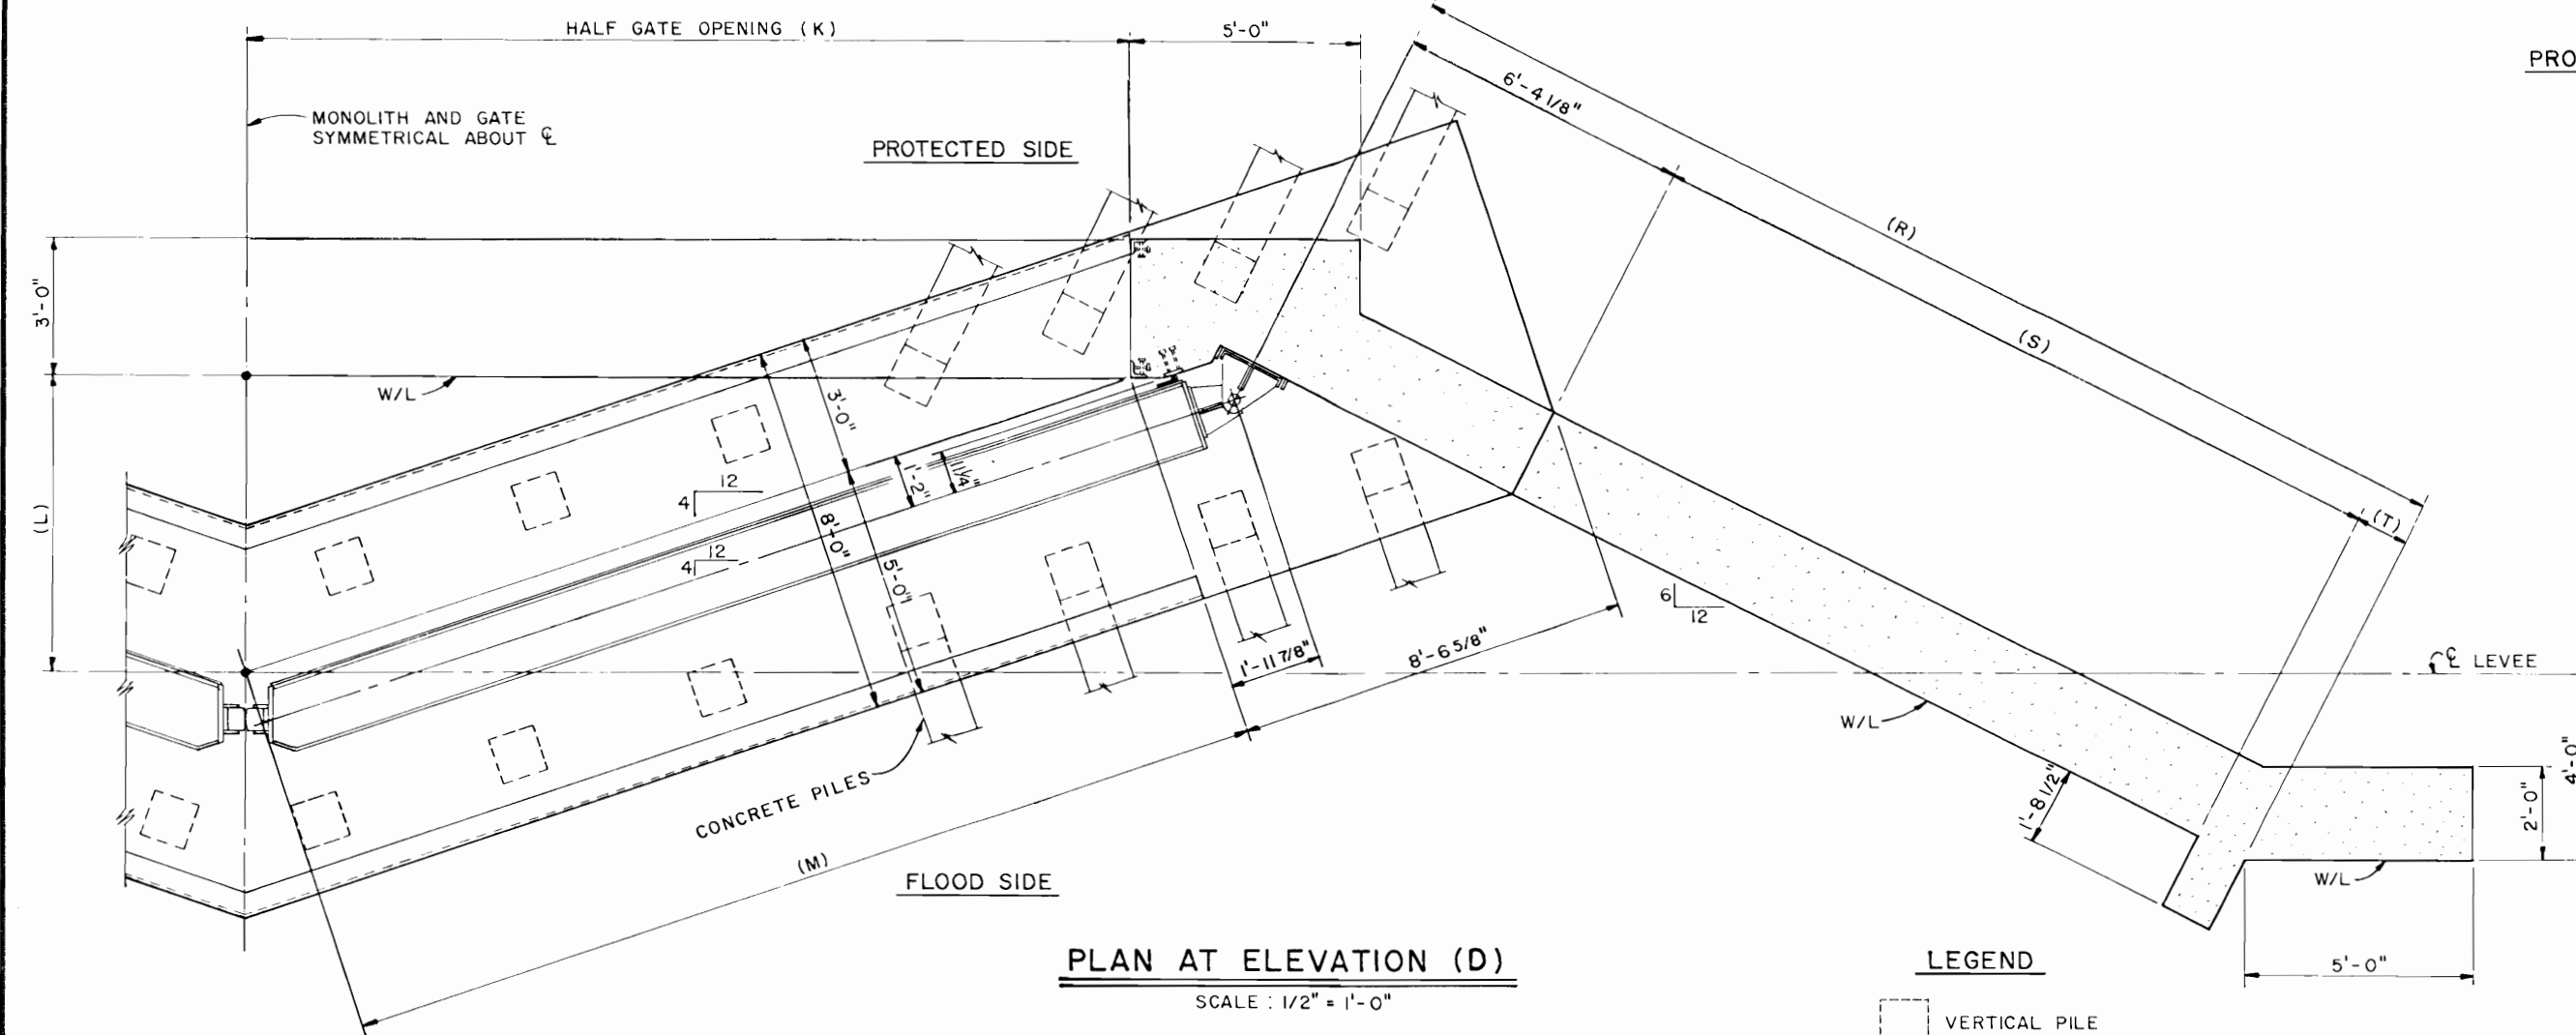 HALF GATE OPENING (K)
5'-0"
6'-4 1/8"
PRO
MONOLITH AND GATE
SYMMETRICAL ABOUT ℄
PROTECTED SIDE
(R)
3'-0"
W/L
3'-0"
(S)
1'-2"
11 1/4"
12
4
8'-0"
(L)
12
4
5'-0"
6
12
(T)
8'-6 5/8"
1'-11 7/8"
℄ LEVEE
W/L
4'-0"
CONCRETE PILES
1'-8 1/2"
2'-0"
(M)
FLOOD SIDE
W/L
PLAN AT ELEVATION (D)
SCALE : 1/2" = 1'-0"
LEGEND
5'-0"
VERTICAL PILE